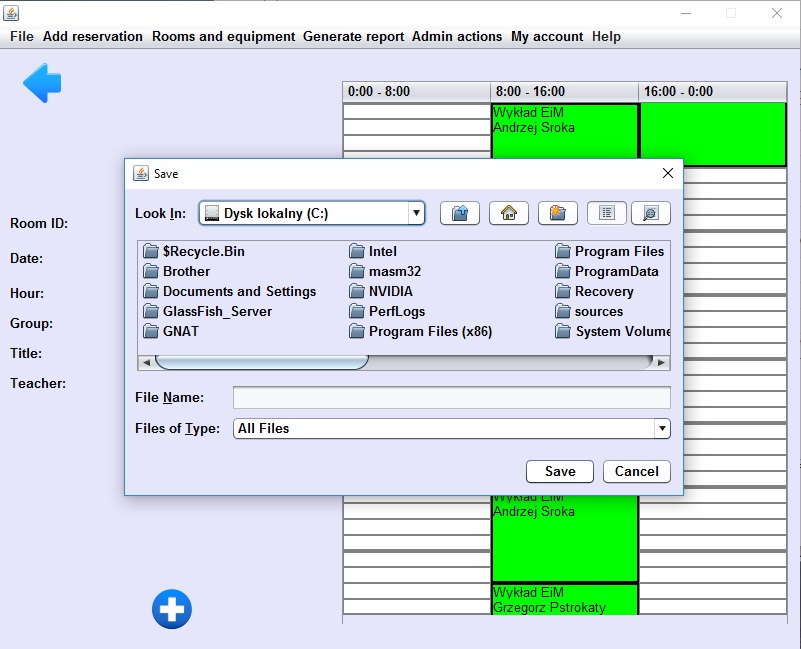 File Add reservation Rooms and equipment Generate report Admin actions My account Help
0:00 - 8:00 8:00 - 16:00 16:00 - 0:00
Wykład EiM
Andrzej Sroka
Save
Look In: Dysk lokalny (C:)
$Recycle.Bin Intel Program Files
Brother masm32 ProgramData
Documents and Settings NVIDIA Recovery
GlassFish_Server PerfLogs sources
GNAT Program Files (x86) System Volume
File Name:
Files of Type: All Files
Save Cancel
Room ID:
Date:
Hour:
Group:
Title:
Teacher:
Wykład EiM
Andrzej Sroka
Wykład EiM
Grzegorz Pstrokaty